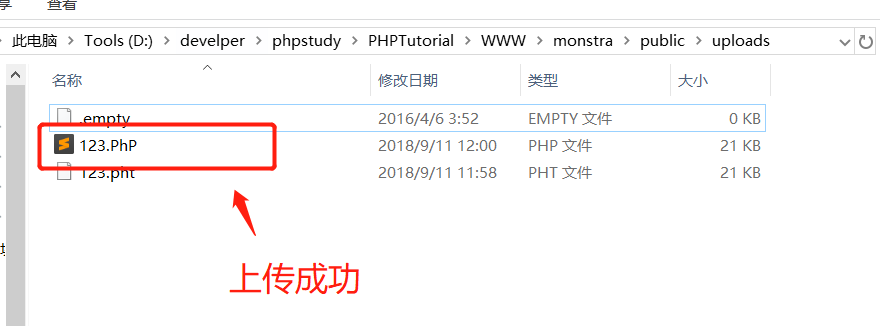 享 查看
此电脑 Tools (D:) develper phpstudy PHPTutorial WWW monstra public uploads
名称 修改日期 类型 大小
.empty 2016/4/6 3:52 EMPTY 文件 0 KB
123.PhP 2018/9/11 12:00 PHP 文件 21 KB
123.pht 2018/9/11 11:58 PHT 文件 21 KB
上传成功